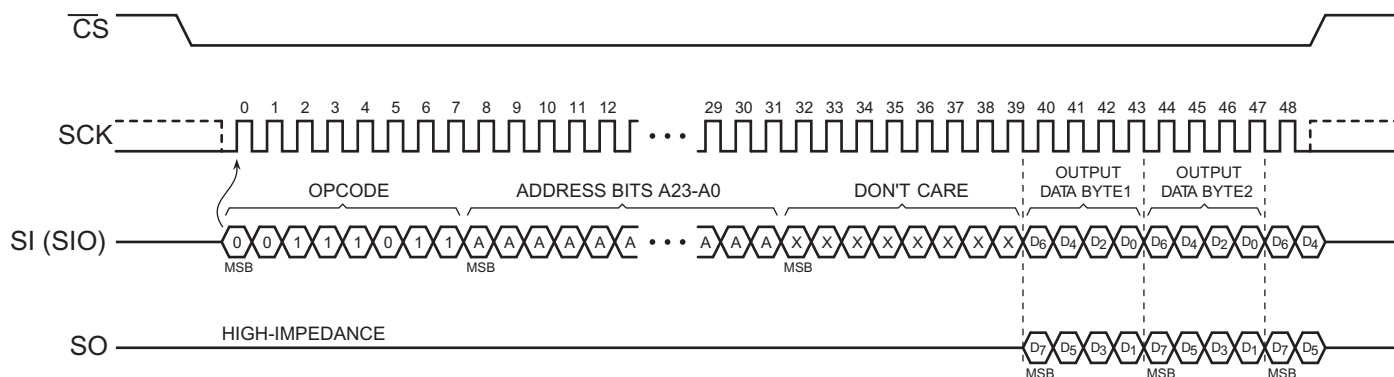 CS
0 1 2 3 4 5 6 7 8 9 10 11 12 29 30 31 32 33 34 35 36 37 38 39 40 41 42 43 44 45 46 47 48
SCK • • •
OPCODE ADDRESS BITS A23-A0 DON'T CARE OUTPUT DATA BYTE1 OUTPUT DATA BYTE2
SI (SIO) 0 0 1 1 1 0 1 1 A A A A A A • • • A A A X X X X X X X X D6 D4 D2 D0 D6 D4 D2 D0 D6 D4
MSB MSB MSB
HIGH-IMPEDANCE
SO D7 D5 D3 D1 D7 D5 D3 D1 D7 D5
MSB MSB MSB